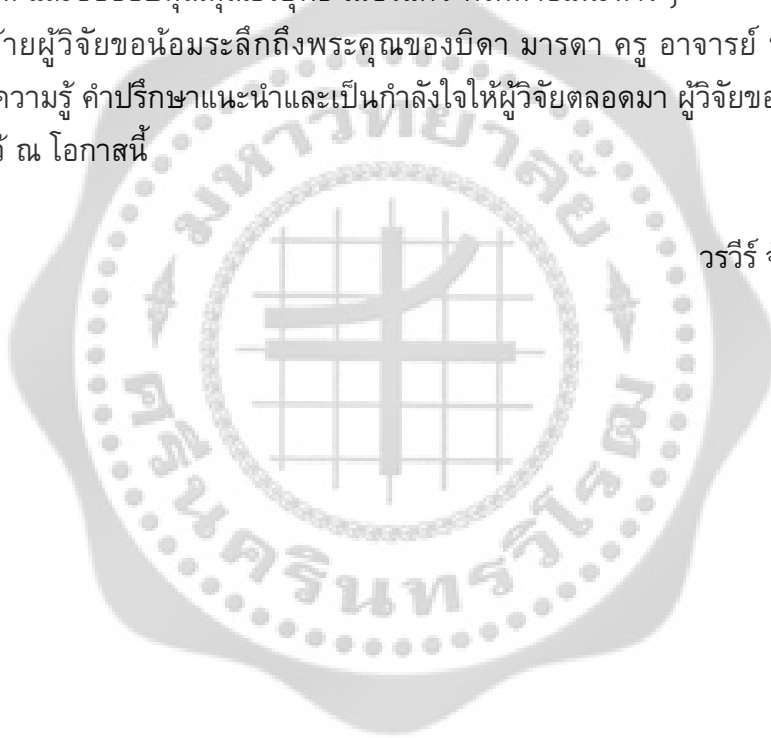 ้ายผู้วิจัยขอน้อมระลึกถึงพระคุณของบิดา มารดา ครู อาจารย์
ความรู้ คำปรึกษาแนะนำและเป็นกำลังใจให้ผู้วิจัยตลอดมา ผู้วิจัยขอ
ณ โอกาสนี้
วรวีร์
มหาวิทยาลัย
ศรีนครินทรวิโรฒ